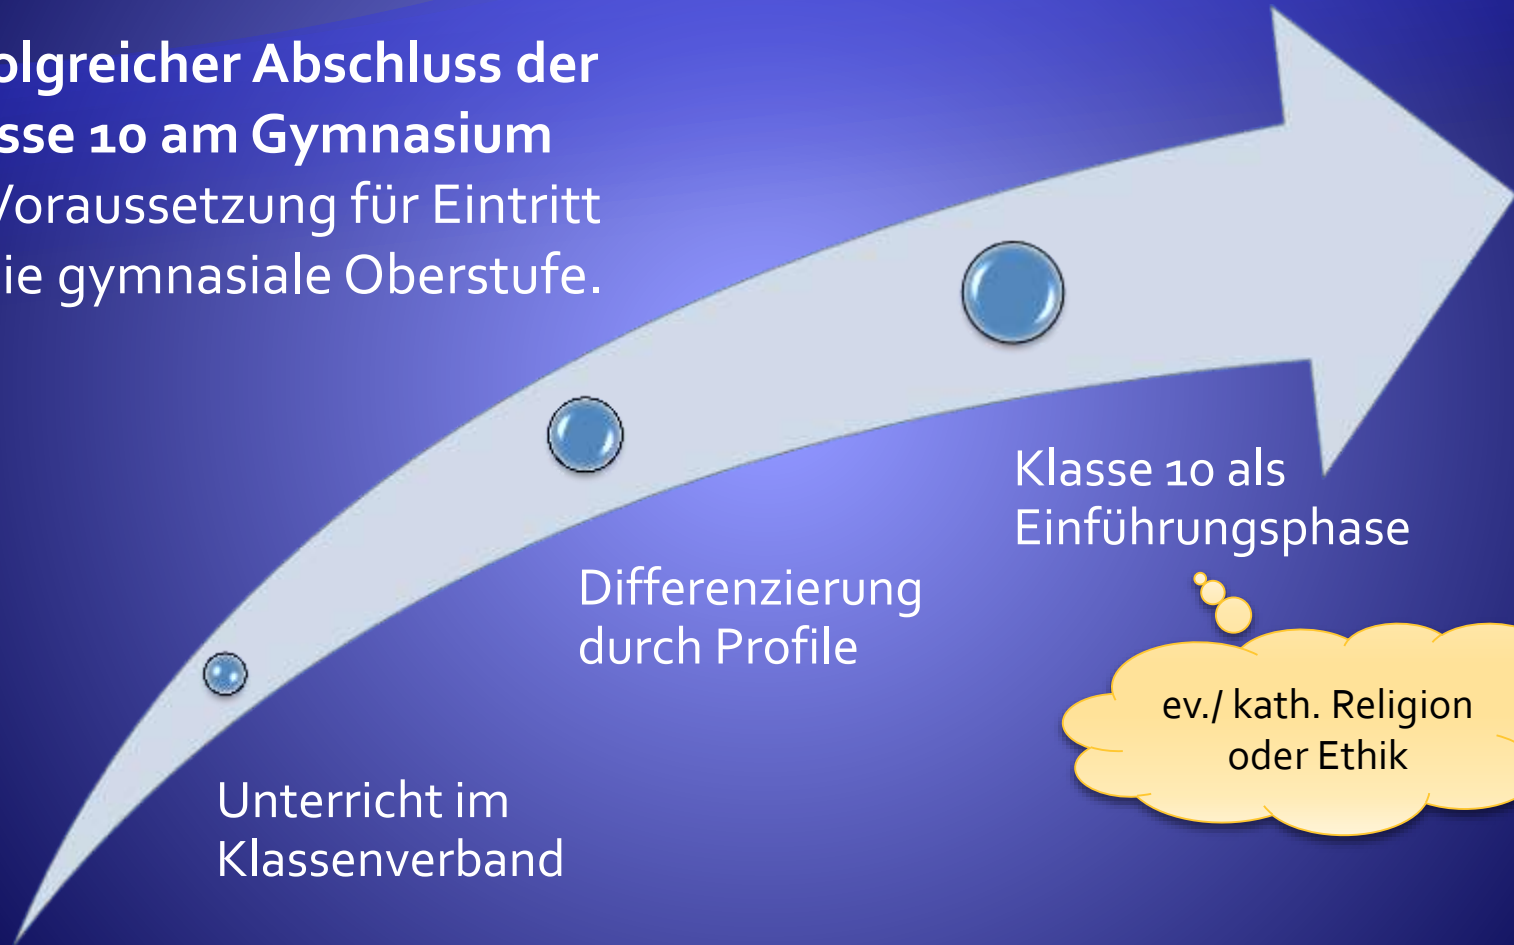 olgreicher Abschluss der
sse 10 am Gymnasium
Voraussetzung für Eintritt
ie gymnasiale Oberstufe.
Klasse 10 als
Einführungsphase
Differenzierung
durch Profile
ev./ kath. Religion
oder Ethik
Unterricht im
Klassenverband